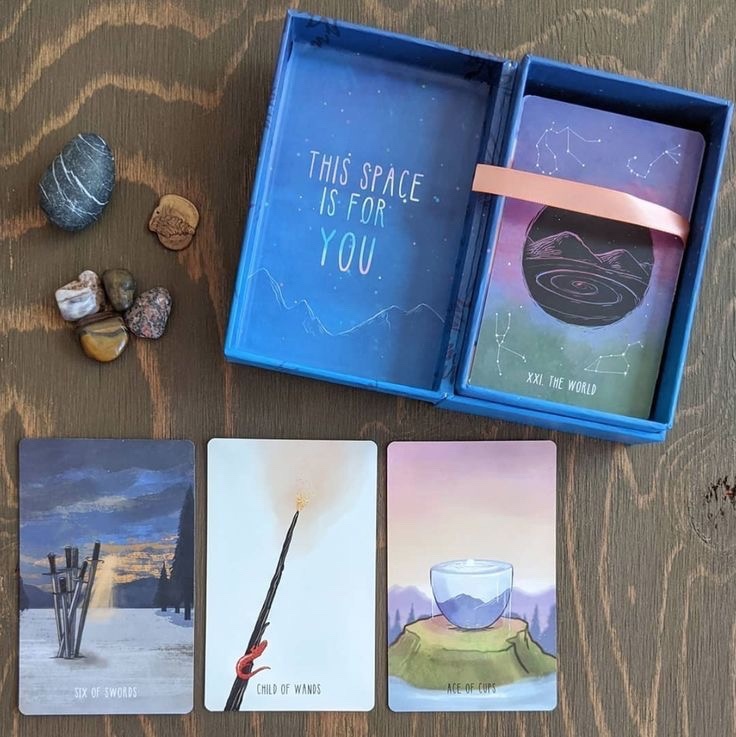 THIS SPACE
IS FOR
YOU
XXI. THE WORLD
SIX OF SWORDS
CHILD OF WANDS
ACE OF CUPS